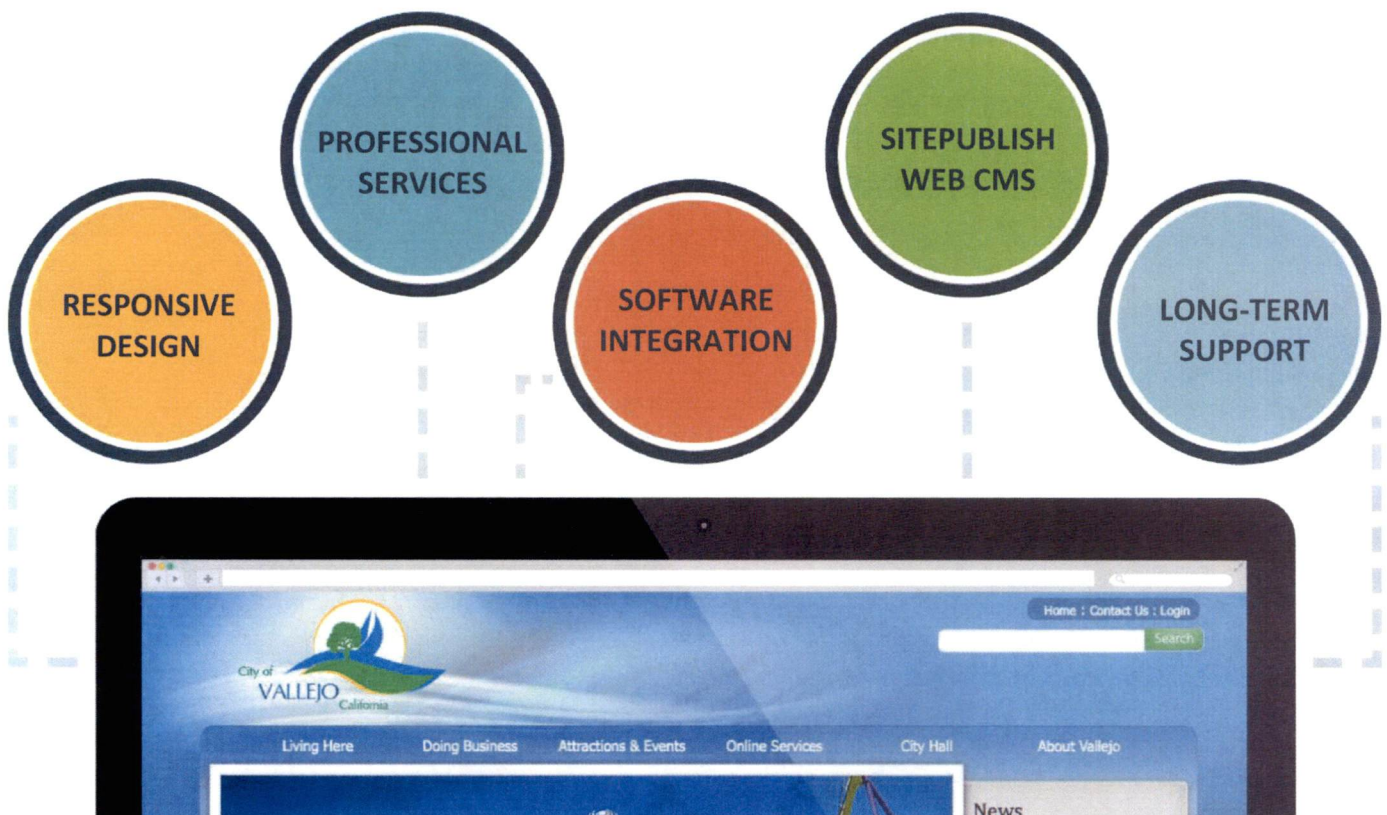 PROFESSIONAL
SERVICES
SITEPUBLISH
WEB CMS
RESPONSIVE
DESIGN
SOFTWARE
INTEGRATION
LONG-TERM
SUPPORT
Home : Contact Us : Login
Search
City of
VALLEJO
California
Living Here Doing Business Attractions & Events Online Services City Hall About Vallejo
News